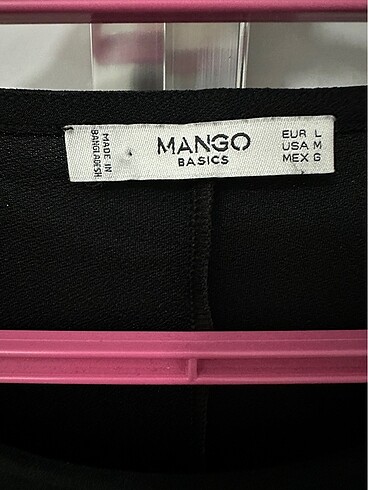 MADE IN
BANGLADESH
MANGO
BASICS
EUR L
USA M
MEX G